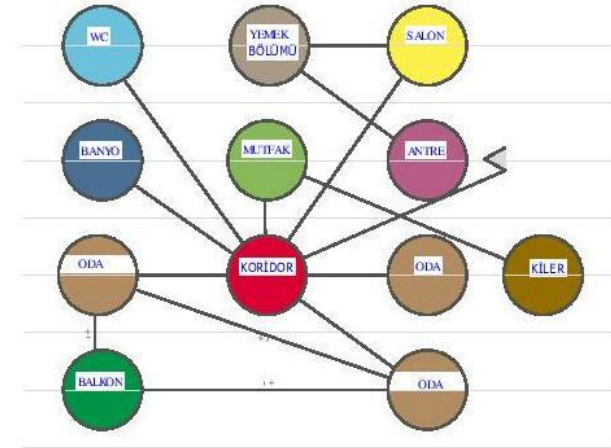 WC
YEMEK
BÖLÜMÜ
SALON
BANYO
MUTFAK
ANTRE
ODA
KORİDOR
ODA
KİLER
BALKON
ODA